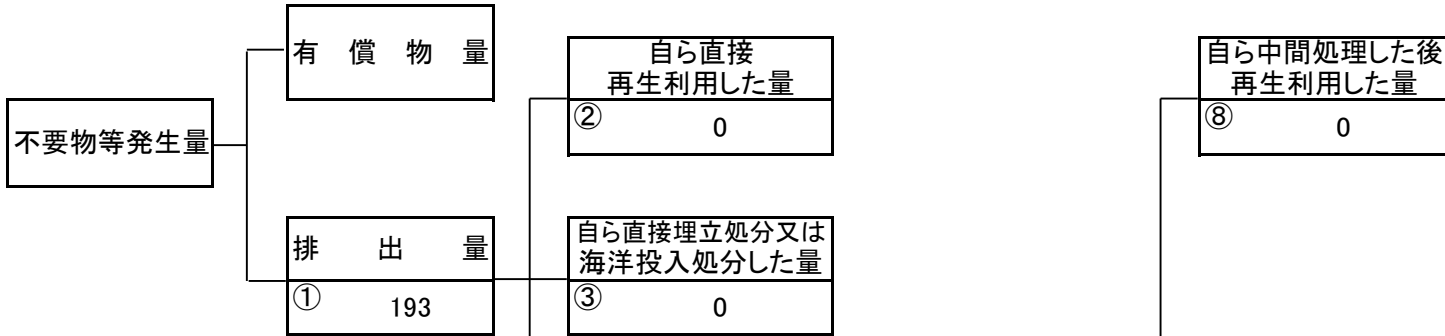 有償物量
自ら直接
再生利用した量
② 0
自ら中間処理した後
再生利用した量
⑧ 0
不要物等発生量
排出量
① 193
自ら直接埋立処分又は
海洋投入処分した量
③ 0